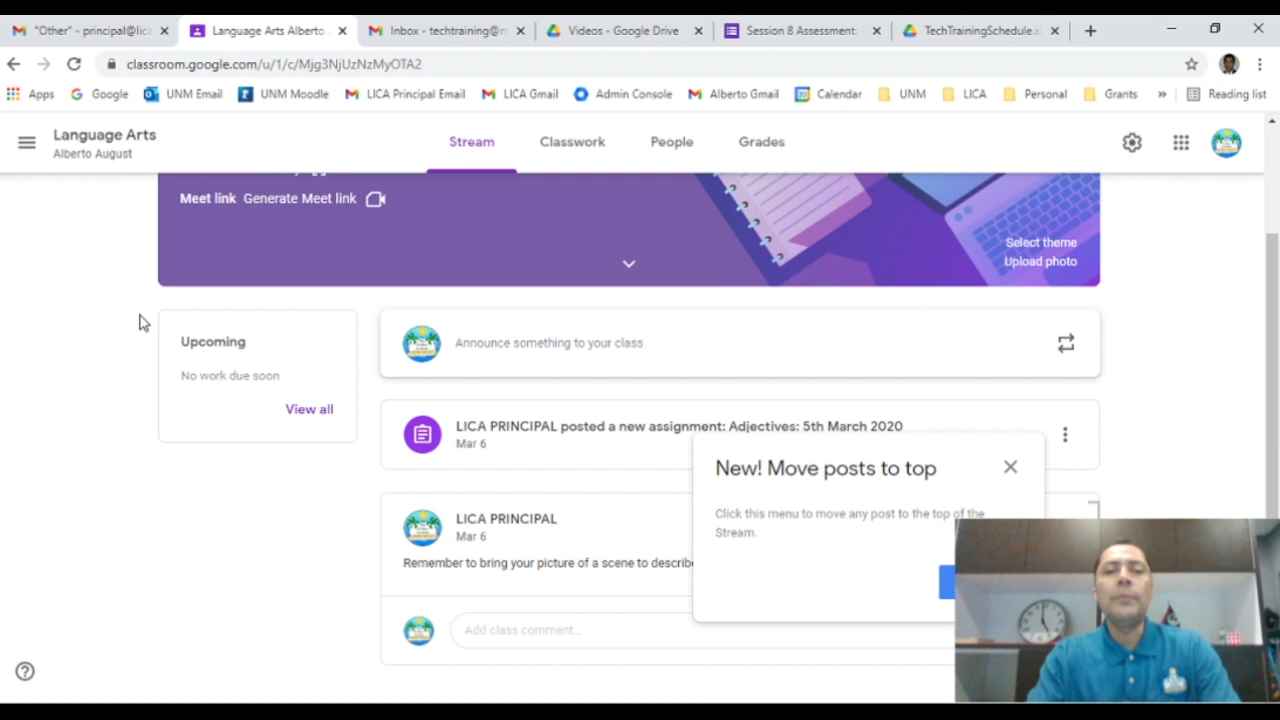 "Other" - principal@lica
Language Arts Alberto
Inbox - techtraining@m
Videos - Google Drive
Session 8 Assessment:
TechTrainingSchedule.xl
classroom.google.com/u/1/c/Mjg3NjUzNzMyOTA2
Apps
Google
UNM Email
UNM Moodle
LICA Principal Email
LICA Gmail
Admin Console
Alberto Gmail
Calendar
UNM
LICA
Personal
Grants
»
Reading list
Language Arts
Alberto August
Stream
Classwork
People
Grades
Meet link Generate Meet link
Select theme
Upload photo
Upcoming
No work due soon
View all
Announce something to your class
LICA PRINCIPAL posted a new assignment: Adjectives: 5th March 2020
Mar 6
New! Move posts to top
Click this menu to move any post to the top of the
Stream.
LICA PRINCIPAL
Mar 6
Remember to bring your picture of a scene to describe
Add class comment...